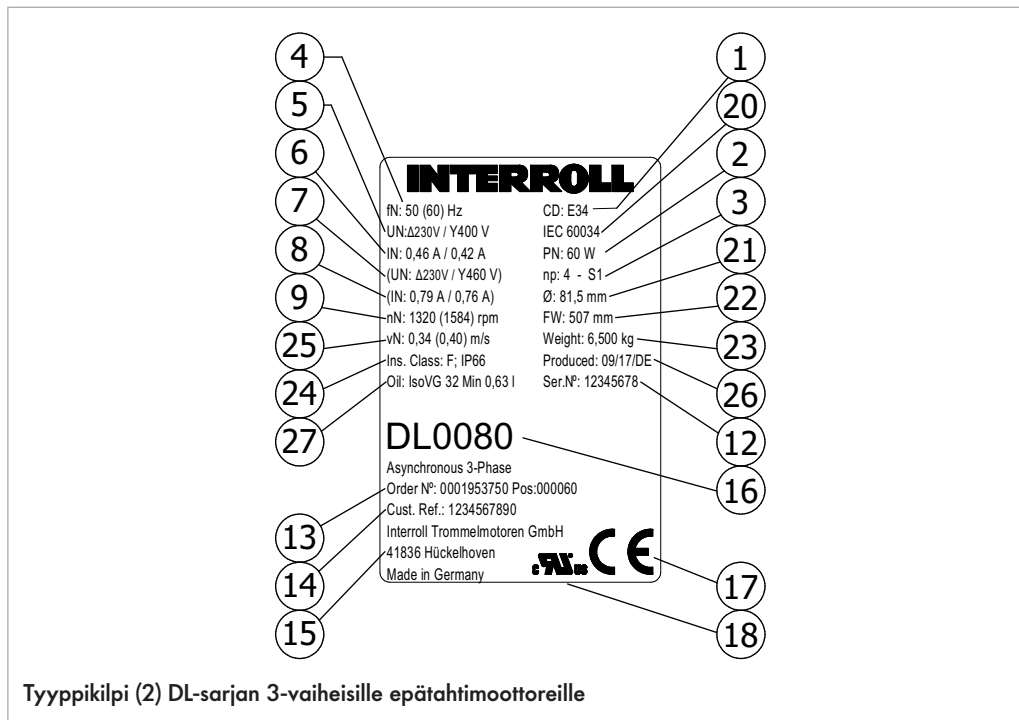 4
5
6
7
8
9
25
24
27
13
14
15
1
20
2
3
21
22
23
26
12
16
17
18
INTERROLL
fN: 50 (60) Hz
UN:Δ230V / Y400 V
IN: 0,46 A / 0,42 A
(UN: Δ230V / Y460 V)
(IN: 0,79 A / 0,76 A)
nN: 1320 (1584) rpm
vN: 0,34 (0,40) m/s
Ins. Class: F; IP66
Oil: IsoVG 32 Min 0,63 l
CD: E34
IEC 60034
PN: 60 W
np: 4 - S1
Ø: 81,5 mm
FW: 507 mm
Weight: 6,500 kg
Produced: 09/17/DE
Ser.Nº: 12345678
DL0080
Asynchronous 3-Phase
Order Nº: 0001953750 Pos:000060
Cust. Ref.: 1234567890
Interroll Trommelmotoren GmbH
41836 Hückelhoven
Made in Germany
c RU us CE
Tyyppikilpi (2) DL-sarjan 3-vaiheisille epätahtimoottoreille